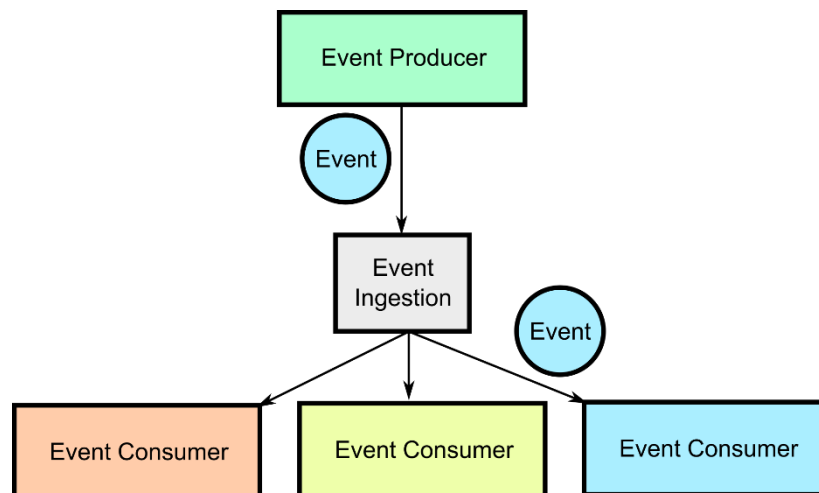 Event Producer
Event
Event
Ingestion
Event
Event Consumer
Event Consumer
Event Consumer